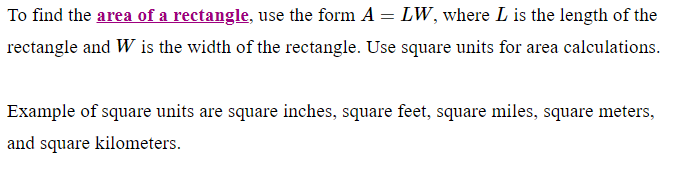 To find the area of a rectangle, use the form A = LW, where L is the length of the
rectangle and W is the width of the rectangle. Use square units for area calculations.
Example of square units are square inches, square feet, square miles, square meters,
and square kilometers.